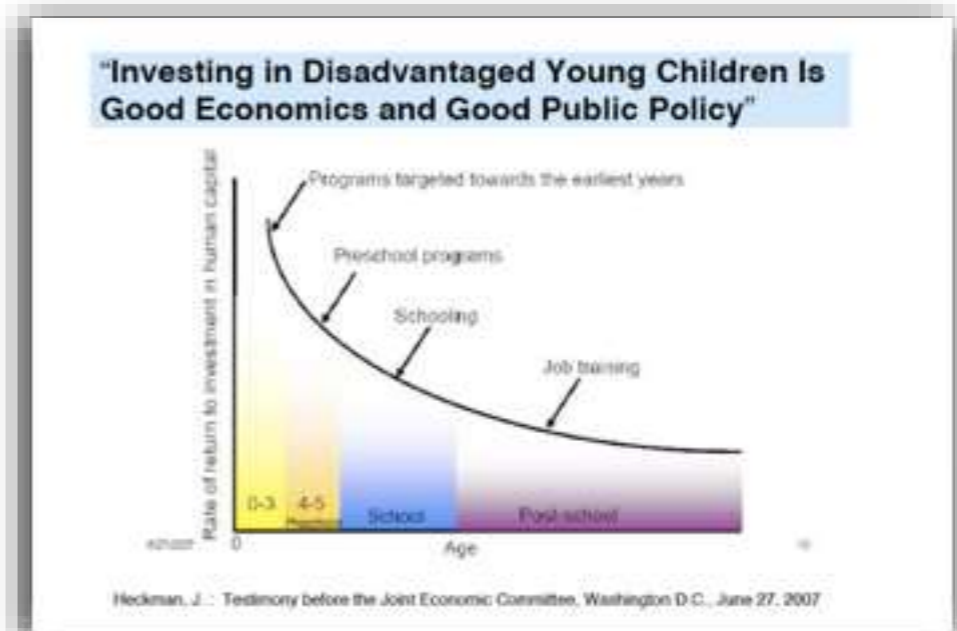 “Investing in Disadvantaged Young Children Is
Good Economics and Good Public Policy”
Rate of return to investment in human capital
Programs targeted towards the earliest years
Preschool programs
Schooling
Job training
0-3
4-5
School
Post-school
0
Age
Heckman, J .: Testimony before the Joint Economic Committee, Washington D.C., June 27, 2007